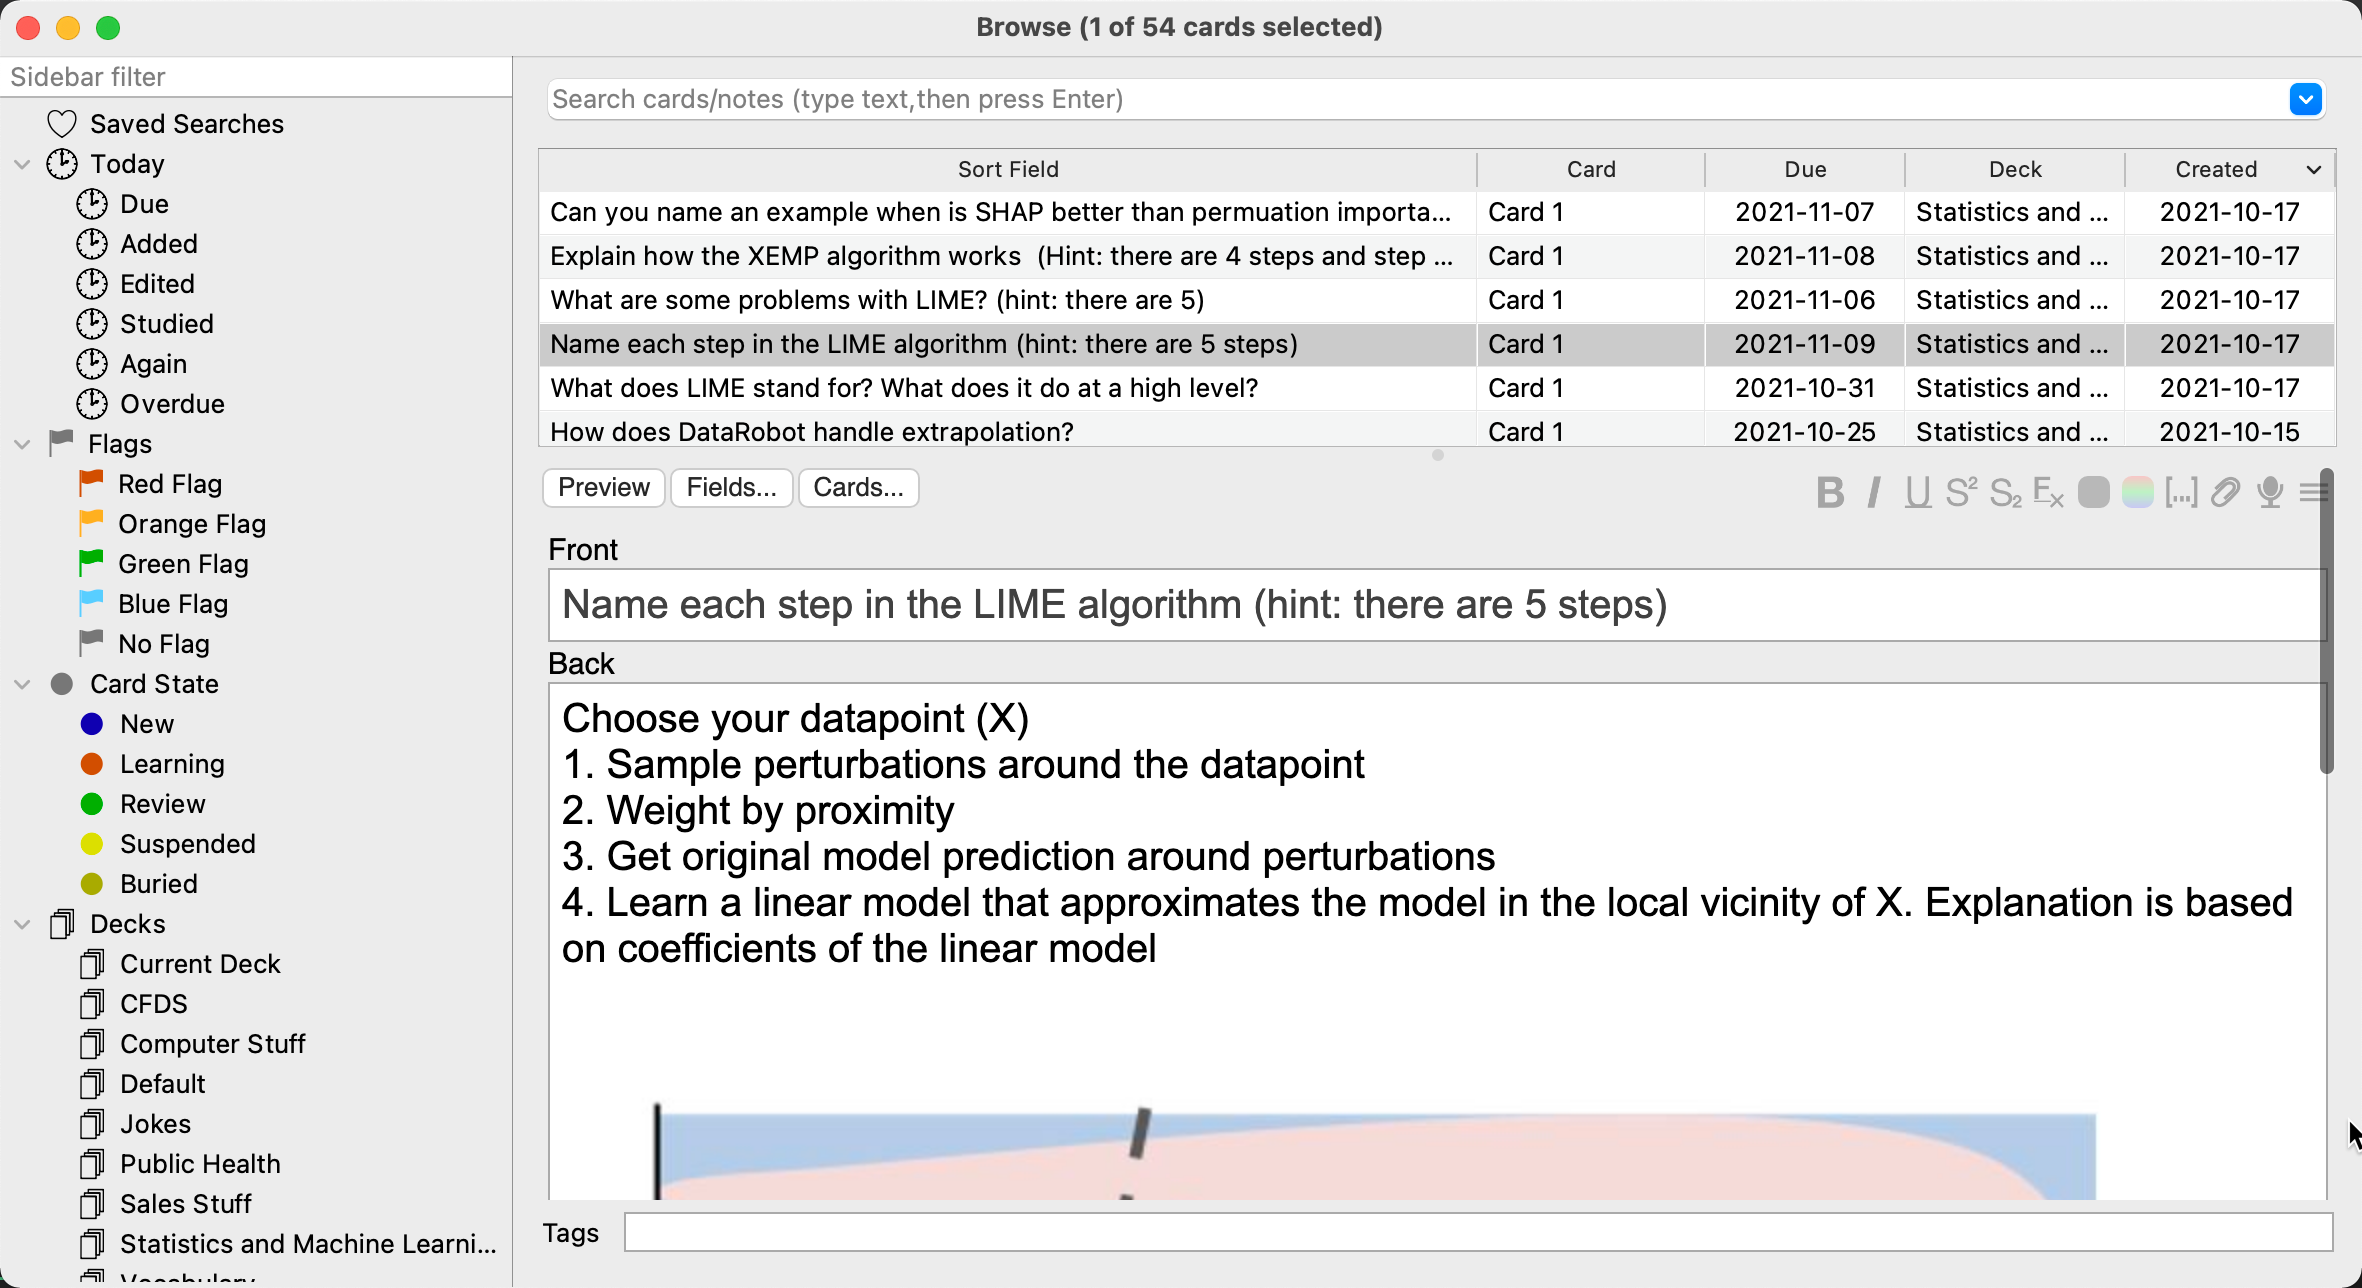 Browse (1 of 54 cards selected)
Sidebar filter
Saved Searches
Today
Due
Added
Edited
Studied
Again
Overdue
Flags
Red Flag
Orange Flag
Green Flag
Blue Flag
No Flag
Card State
New
Learning
Review
Suspended
Buried
Decks
Current Deck
CFDS
Computer Stuff
Default
Jokes
Public Health
Sales Stuff
Statistics and Machine Learni...
Vocabulary
Search cards/notes (type text,then press Enter)
Sort Field Card Due Deck Created
Can you name an example when is SHAP better than permuation importa... Card 1 2021-11-07 Statistics and ... 2021-10-17
Explain how the XEMP algorithm works (Hint: there are 4 steps and step ... Card 1 2021-11-08 Statistics and ... 2021-10-17
What are some problems with LIME? (hint: there are 5) Card 1 2021-11-06 Statistics and ... 2021-10-17
Name each step in the LIME algorithm (hint: there are 5 steps) Card 1 2021-11-09 Statistics and ... 2021-10-17
What does LIME stand for? What does it do at a high level? Card 1 2021-10-31 Statistics and ... 2021-10-17
How does DataRobot handle extrapolation? Card 1 2021-10-25 Statistics and ... 2021-10-15
Preview Fields... Cards... B I U S² S₂ Fx [...]
Front
Name each step in the LIME algorithm (hint: there are 5 steps)
Back
Choose your datapoint (X)
1. Sample perturbations around the datapoint
2. Weight by proximity
3. Get original model prediction around perturbations
4. Learn a linear model that approximates the model in the local vicinity of X. Explanation is based
on coefficients of the linear model
Tags